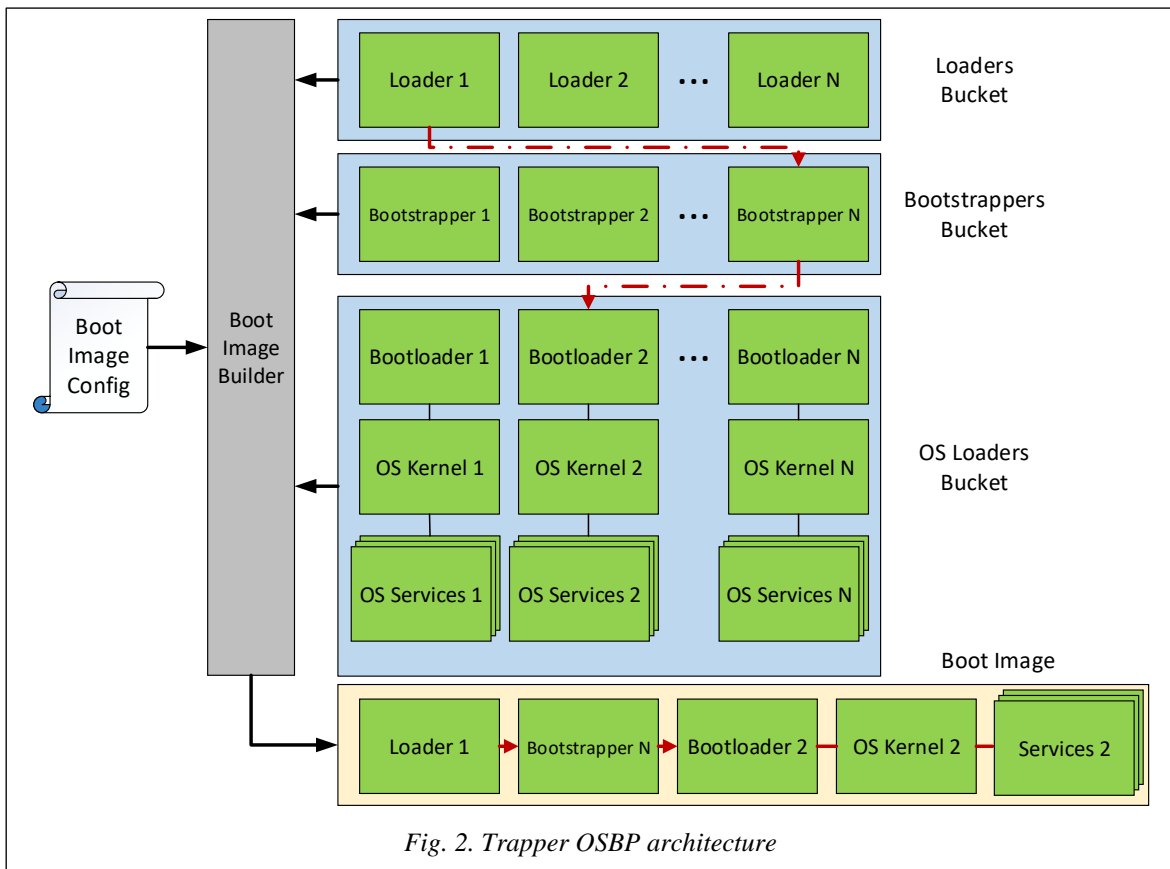 Loader 1
Loader 2
...
Loader N
Loaders
Bucket
Bootstrapper 1
Bootstrapper 2
...
Bootstrapper N
Bootstrappers
Bucket
Boot
Image
Config
Boot
Image
Builder
Bootloader 1
Bootloader 2
...
Bootloader N
OS Kernel 1
OS Kernel 2
OS Kernel N
OS Loaders
Bucket
OS Services 1
OS Services 2
OS Services N
Boot Image
Loader 1
Bootstrapper N
Bootloader 2
OS Kernel 2
Services 2
Fig. 2. Trapper OSBP architecture